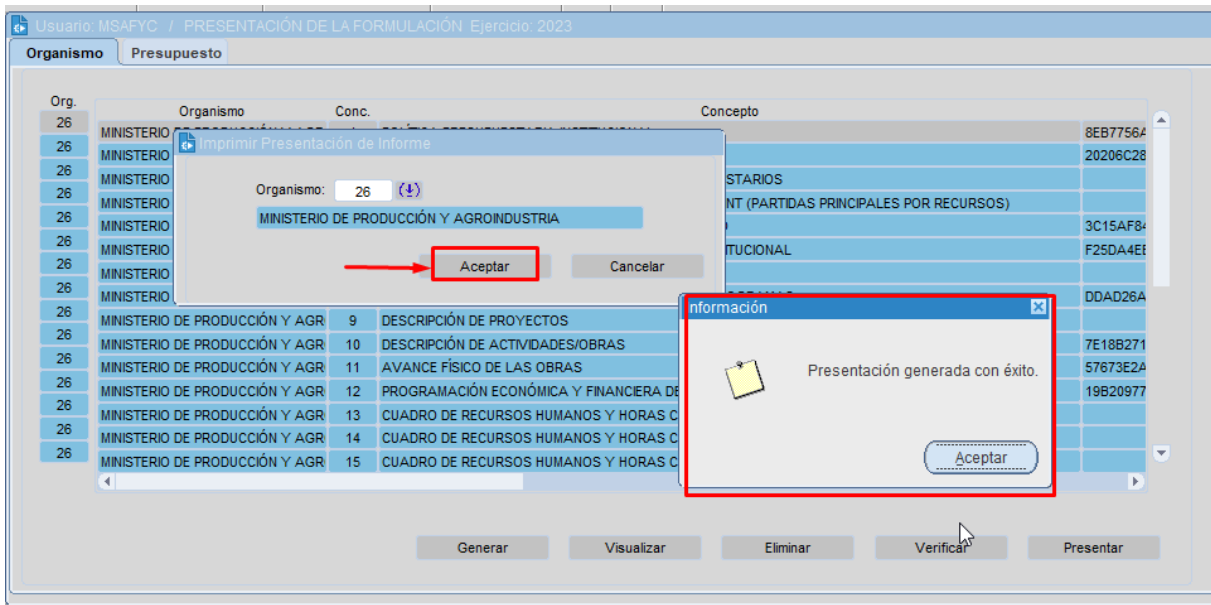 Usuario: MSAFYC / PRESENTACIÓN DE LA FORMULACIÓN Ejercicio: 2023
Organismo Presupuesto
Org. Organismo Conc. Concepto
26 MINISTERIO 8EB7756A
26 MINISTERIO 20206C28
26 MINISTERIO STARIOS
26 MINISTERIO NT (PARTIDAS PRINCIPALES POR RECURSOS)
26 MINISTERIO 3C15AF84
26 MINISTERIO TUCIONAL F25DA4EE
26 MINISTERIO
26 MINISTERIO DDAD26A
26 MINISTERIO DE PRODUCCIÓN Y AGR 9 DESCRIPCIÓN DE PROYECTOS
26 MINISTERIO DE PRODUCCIÓN Y AGR 10 DESCRIPCIÓN DE ACTIVIDADES/OBRAS 7E18B271
26 MINISTERIO DE PRODUCCIÓN Y AGR 11 AVANCE FÍSICO DE LAS OBRAS 57673E2A
26 MINISTERIO DE PRODUCCIÓN Y AGR 12 PROGRAMACIÓN ECONÓMICA Y FINANCIERA DE 19B20977
26 MINISTERIO DE PRODUCCIÓN Y AGR 13 CUADRO DE RECURSOS HUMANOS Y HORAS C
26 MINISTERIO DE PRODUCCIÓN Y AGR 14 CUADRO DE RECURSOS HUMANOS Y HORAS C
26 MINISTERIO DE PRODUCCIÓN Y AGR 15 CUADRO DE RECURSOS HUMANOS Y HORAS C
Imprimir Presentación de Informe
Organismo: 26
MINISTERIO DE PRODUCCIÓN Y AGROINDUSTRIA
Aceptar Cancelar
Información
Presentación generada con éxito.
Aceptar
Generar Visualizar Eliminar Verificar Presentar